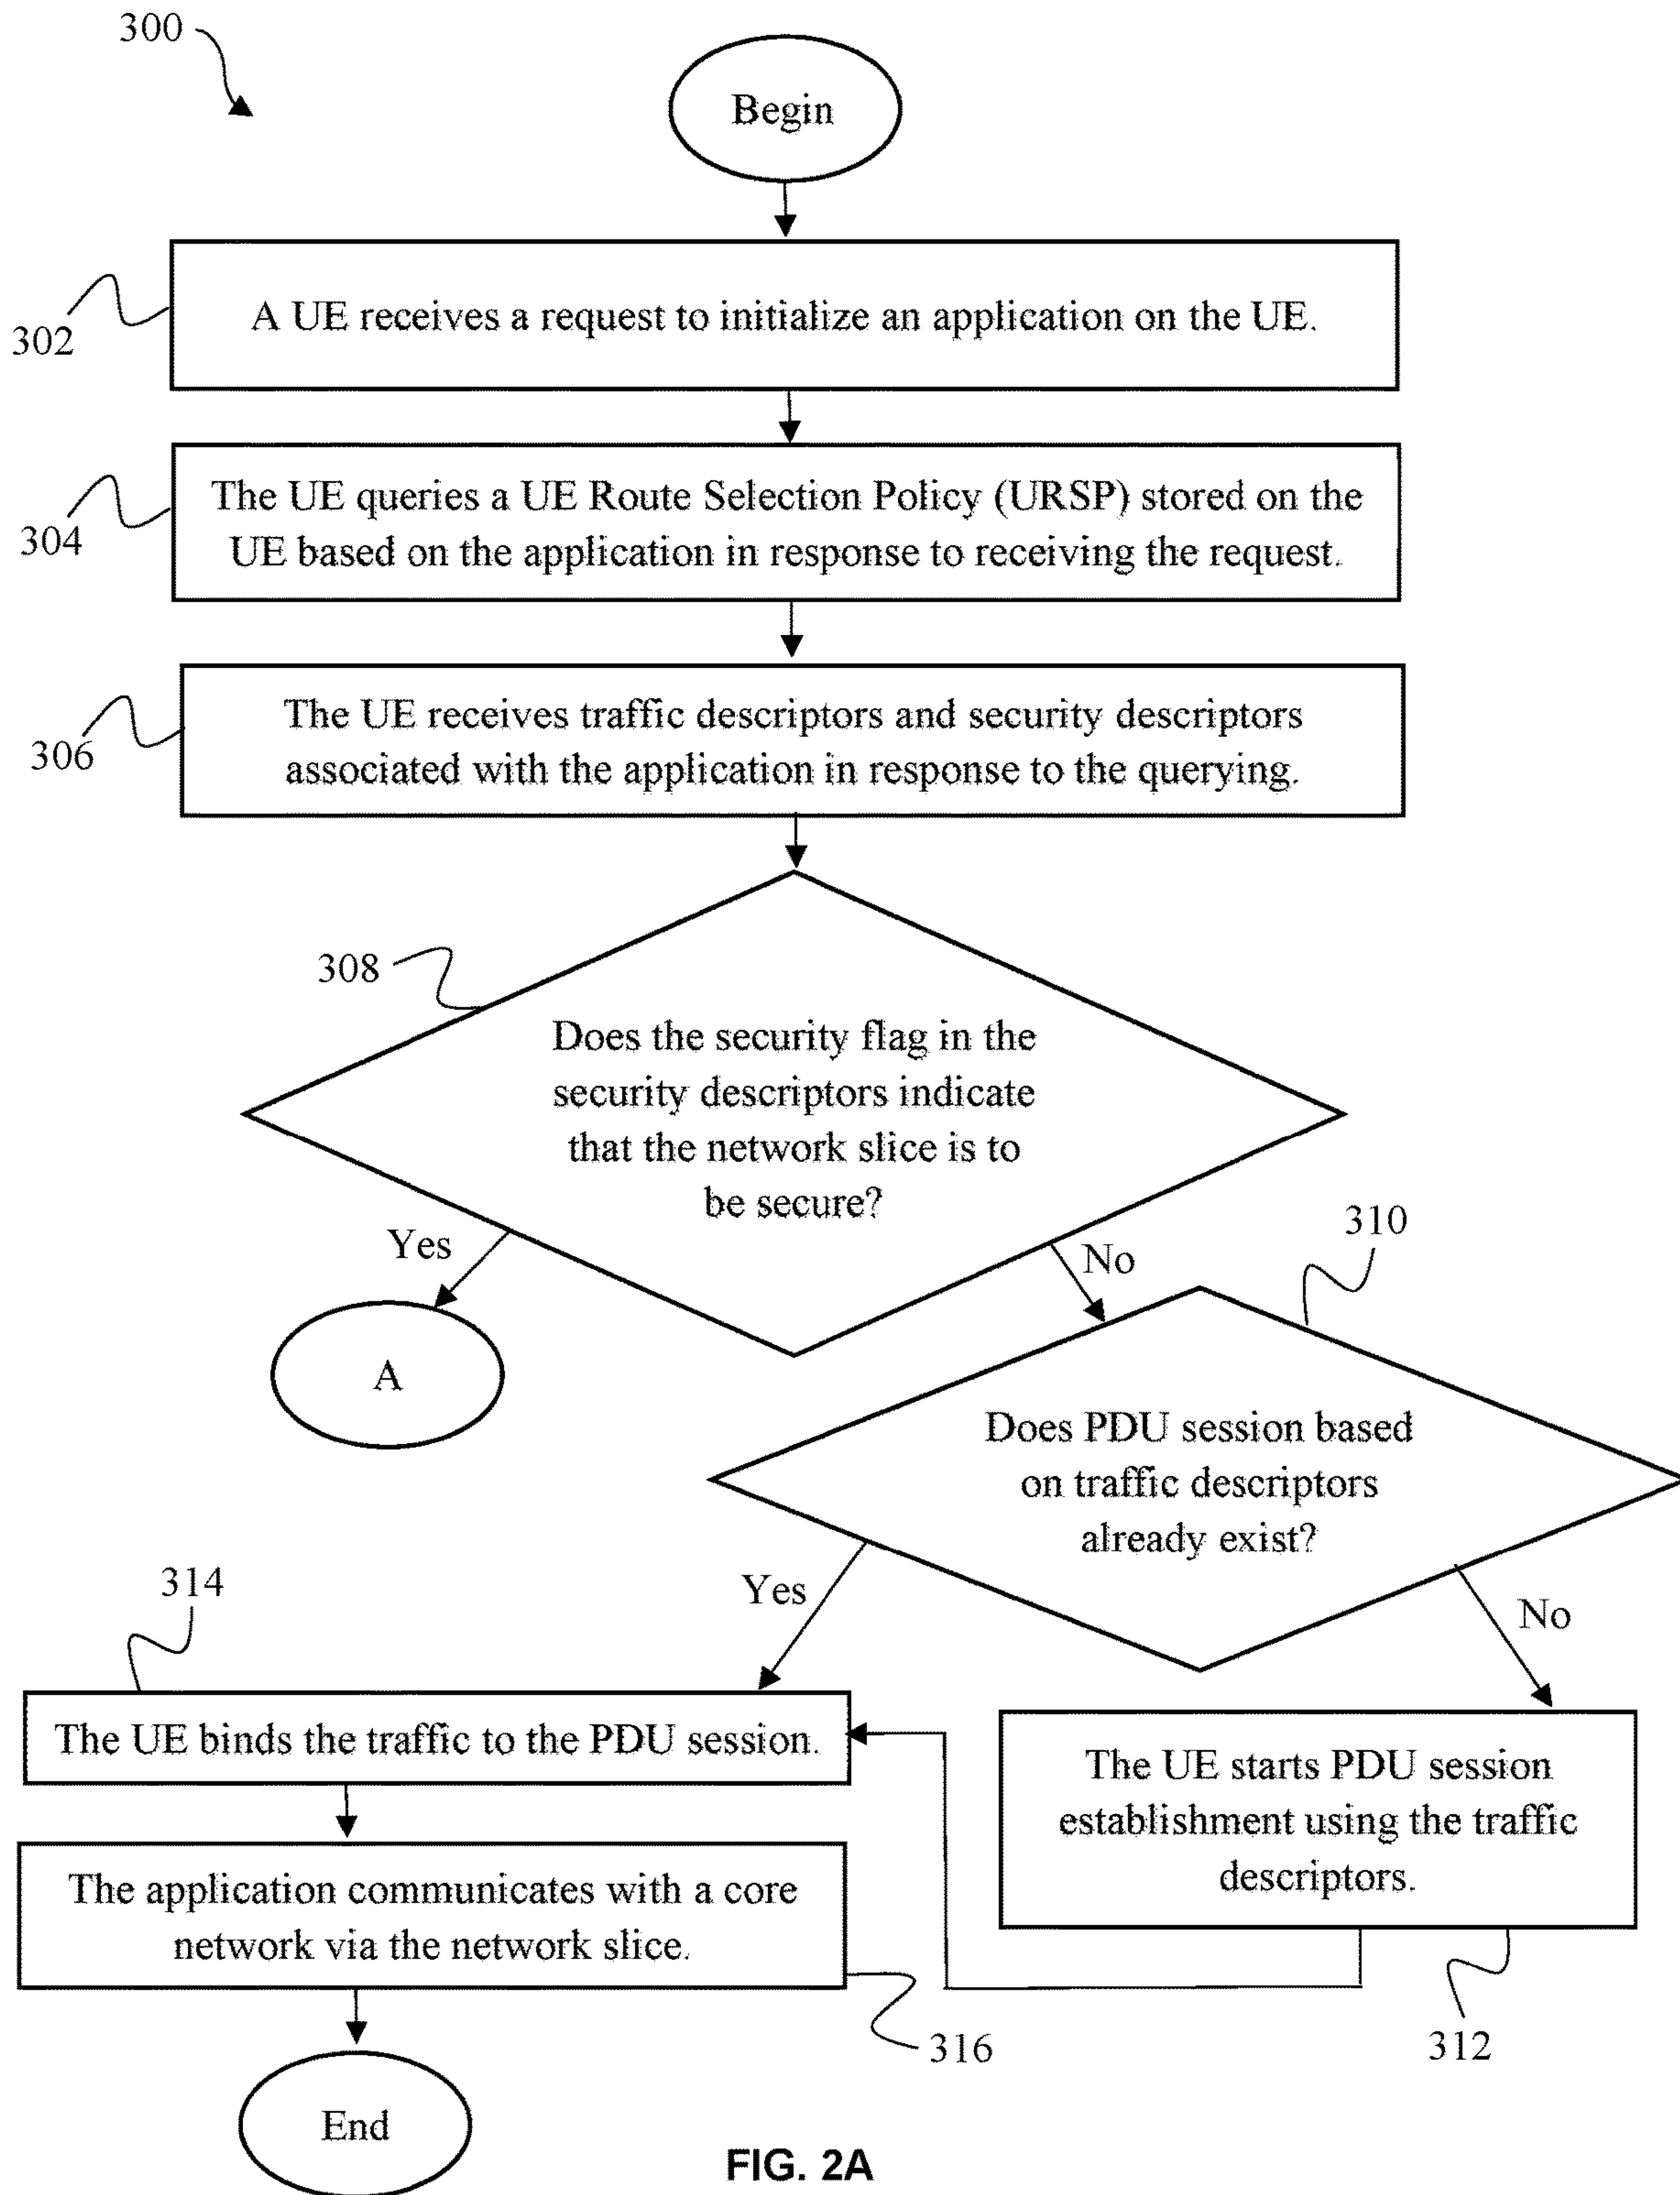 300
Begin
302
A UE receives a request to initialize an application on the UE.
304
The UE queries a UE Route Selection Policy (URSP) stored on the
UE based on the application in response to receiving the request.
306
The UE receives traffic descriptors and security descriptors
associated with the application in response to the querying.
308
Does the security flag in the
security descriptors indicate
that the network slice is to
be secure?
Yes
No
A
310
Does PDU session based
on traffic descriptors
already exist?
Yes
No
314
The UE binds the traffic to the PDU session.
The UE starts PDU session
establishment using the traffic
descriptors.
312
The application communicates with a core
network via the network slice.
316
End
FIG. 2A